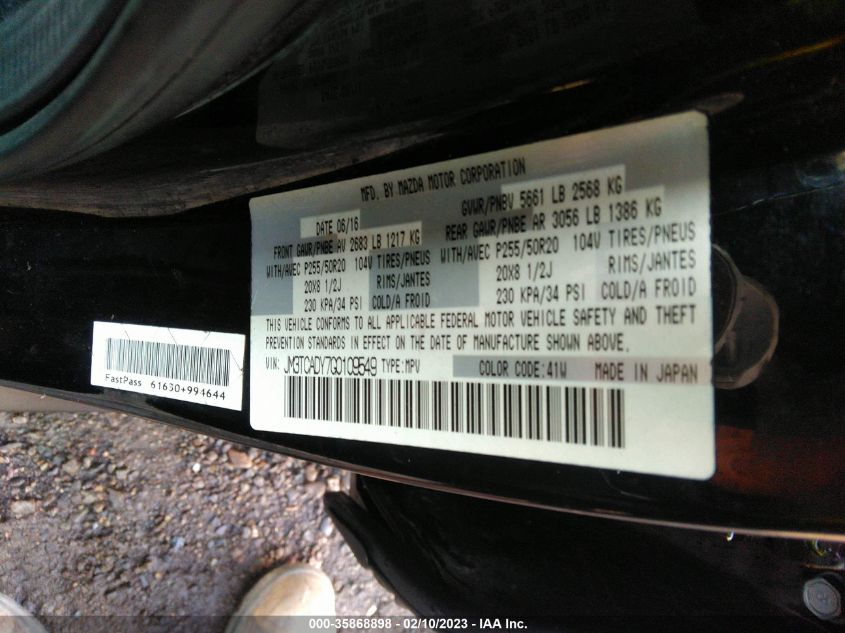 MFD. BY MAZDA MOTOR CORPORATION
DATE 06/16
GVWR/PNBV 5661 LB 2568 KG
FRONT GAWR/PNBE AV 2683 LB 1217 KG
REAR GAWR/PNBE AR 3056 LB 1386 KG
WITH/AVEC P255/50R20 104V TIRES/PNEUS
WITH/AVEC P255/50R20 104V TIRES/PNEUS
20X8 1/2J RIMS/JANTES
20X8 1/2J RIMS/JANTES
230 KPA/34 PSI COLD/A FROID
230 KPA/34 PSI COLD/A FROID
THIS VEHICLE CONFORMS TO ALL APPLICABLE FEDERAL MOTOR VEHICLE SAFETY AND THEFT
PREVENTION STANDARDS IN EFFECT ON THE DATE OF MANUFACTURE SHOWN ABOVE.
VIN: JM3TCADY7G0109549 TYPE:MPV COLOR CODE:41W MADE IN JAPAN
FastPass 61630+994644
000-35868898 - 02/10/2023 - IAA Inc.